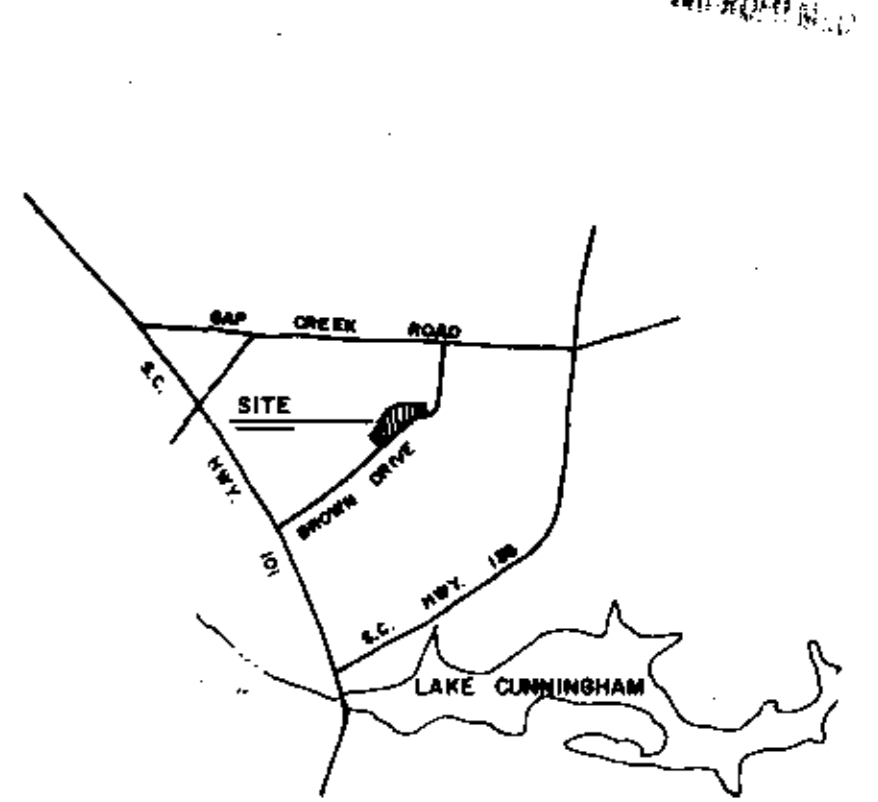 GAP CREEK ROAD
S.C. HWY. 101
SITE
BROWN DRIVE
S.C. HWY.
LAKE CUNNINGHAM